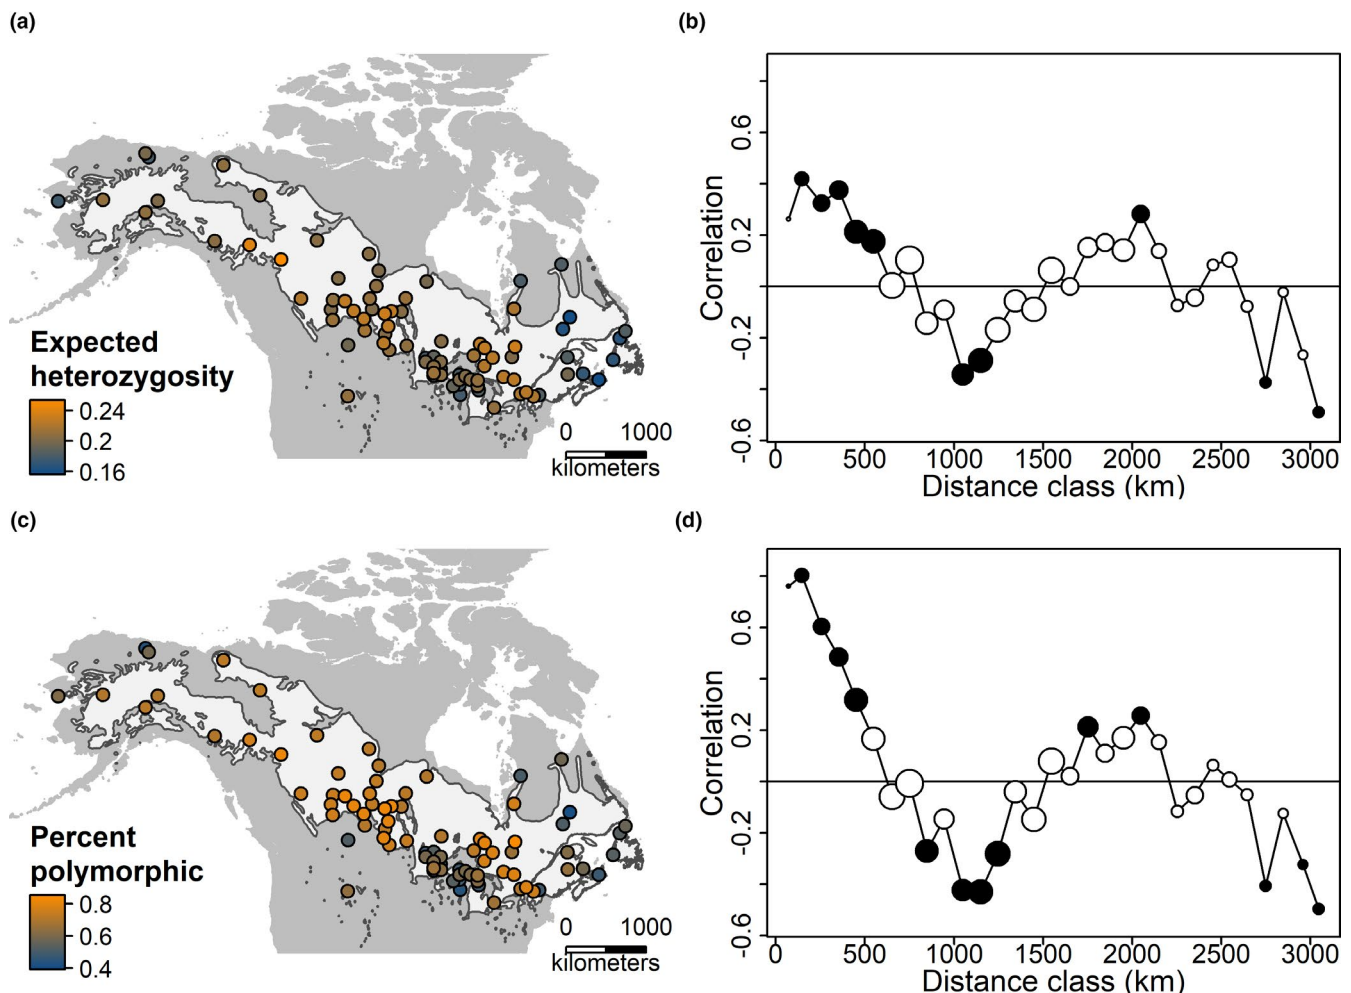 (a)
Expected
heterozygosity
0.24
0.2
0.16
0 1000
kilometers
(b)
Correlation
0.6
0.2
-0.2
-0.6
0 500 1000 1500 2000 2500 3000
Distance class (km)
(c)
Percent
polymorphic
0.8
0.6
0.4
0 1000
kilometers
(d)
Correlation
0.6
0.2
-0.2
-0.6
0 500 1000 1500 2000 2500 3000
Distance class (km)